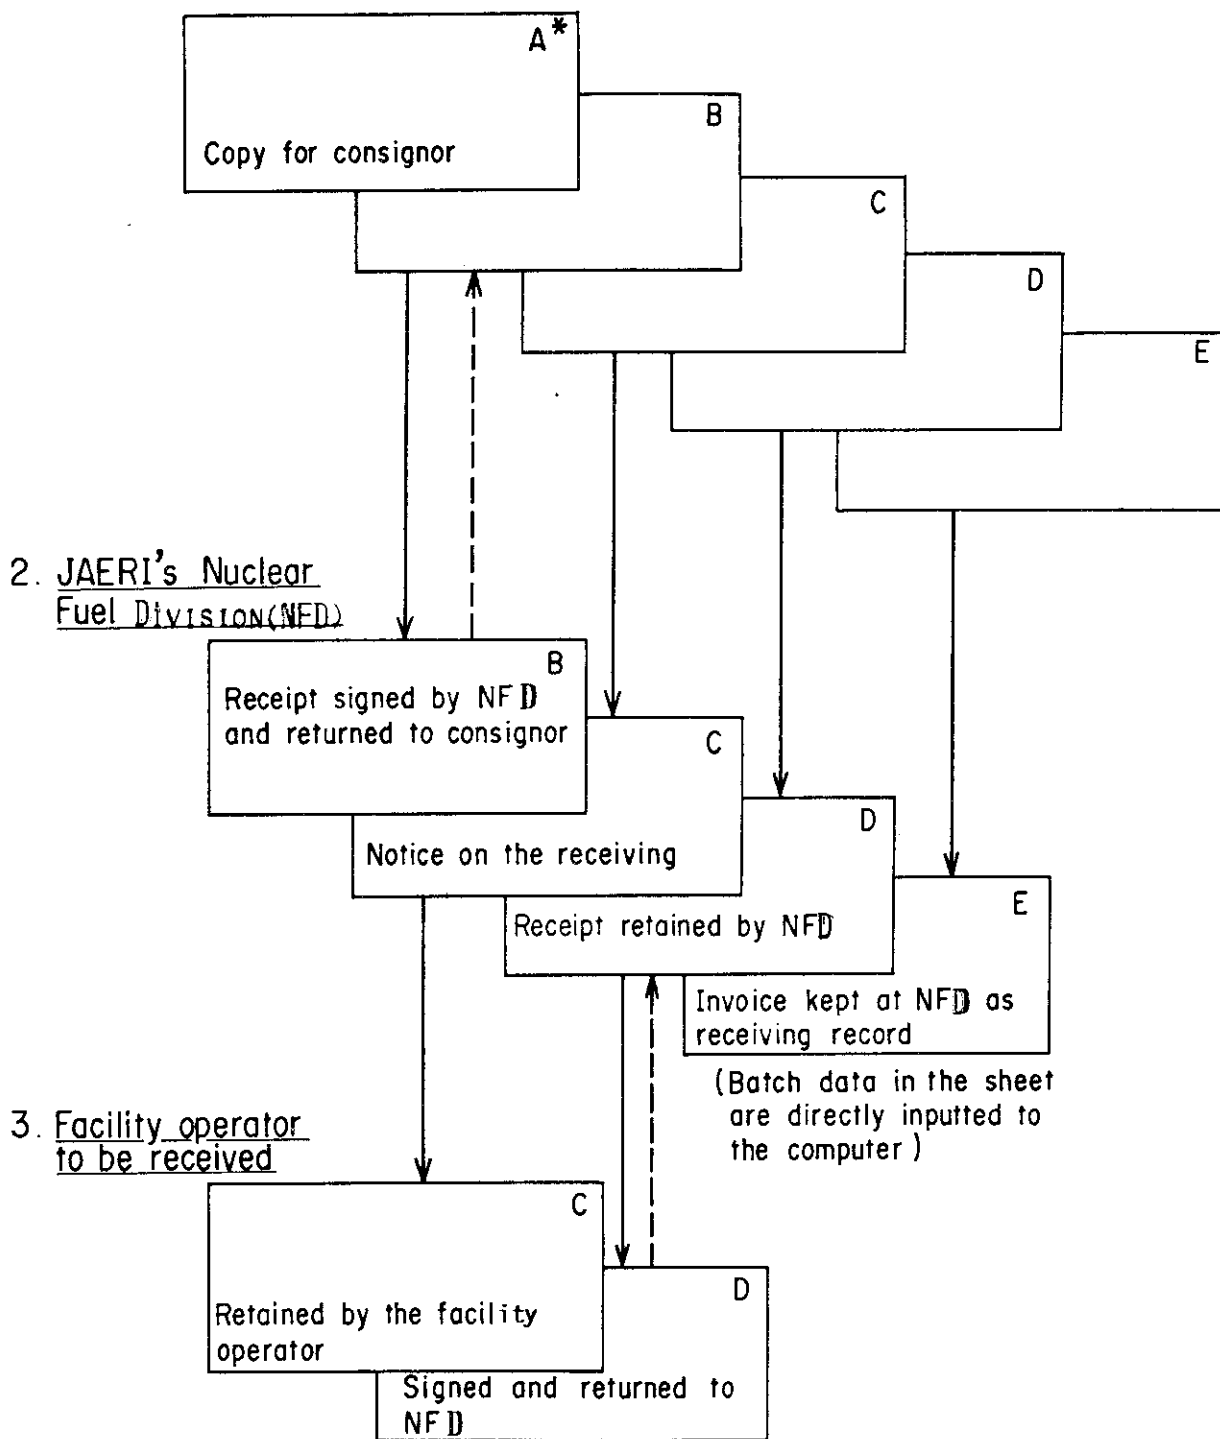 A*
Copy for consignor
B
C
D
E
2. JAERI's Nuclear
Fuel DIVISION(NFD)
B
Receipt signed by NFD
and returned to consignor
C
Notice on the receiving
D
Receipt retained by NFD
E
Invoice kept at NFD as
receiving record
(Batch data in the sheet
are directly inputted to
the computer)
3. Facility operator
to be received
C
Retained by the facility
operator
D
Signed and returned to
NFD